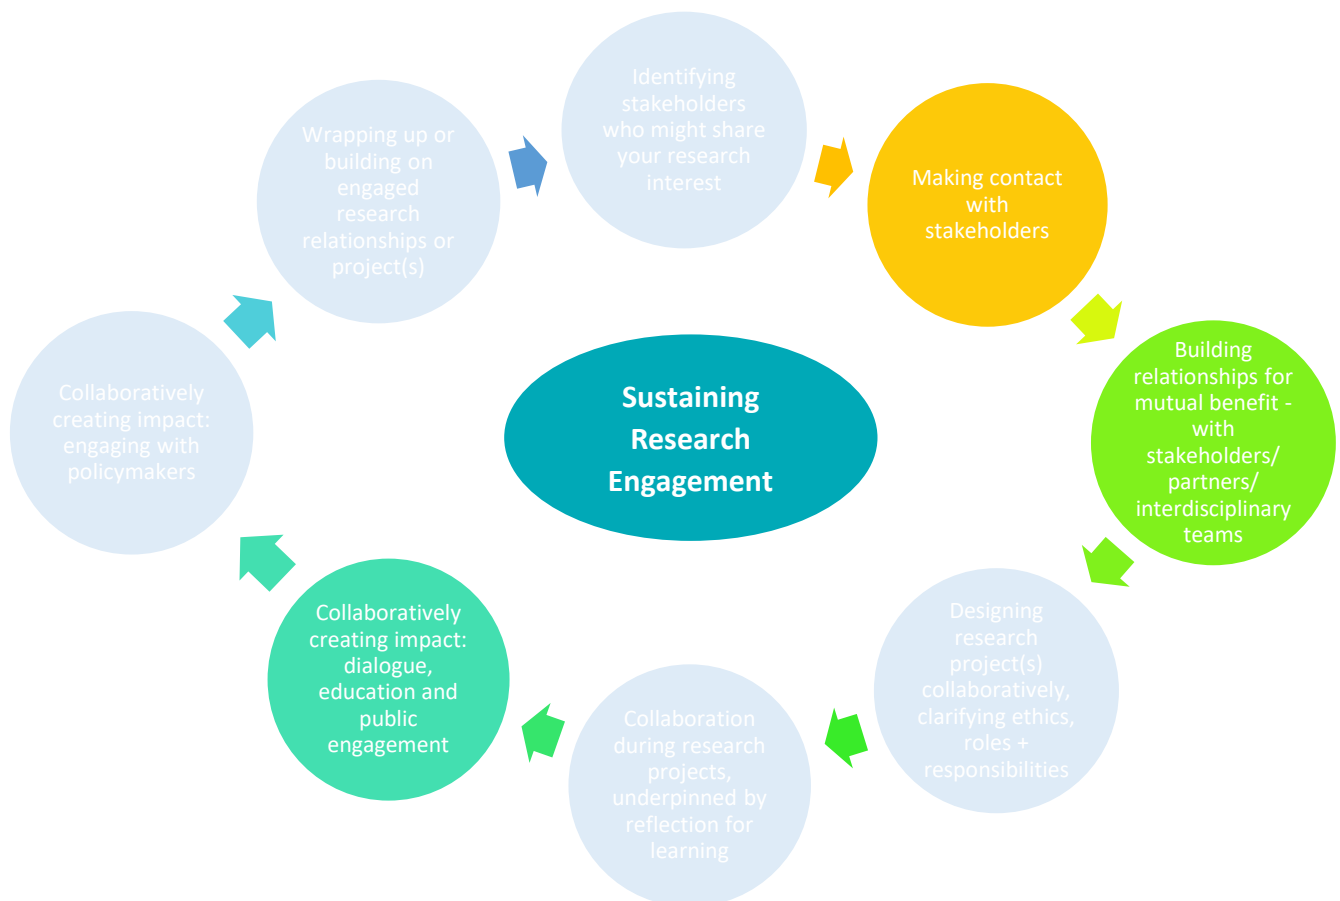 Identifying
stakeholders
who might share
your research
interest
Making contact
with
stakeholders
Building
relationships for
mutual benefit -
with
stakeholders/
partners/
interdisciplinary
teams
Designing
research
project(s)
collaboratively,
clarifying ethics,
roles +
responsibilities
Collaboration
during research
projects,
underpinned by
reflection for
learning
Collaboratively
creating impact:
dialogue,
education and
public
engagement
Collaboratively
creating impact:
engaging with
policymakers
Wrapping up or
building on
engaged
research
relationships or
project(s)
Sustaining
Research
Engagement